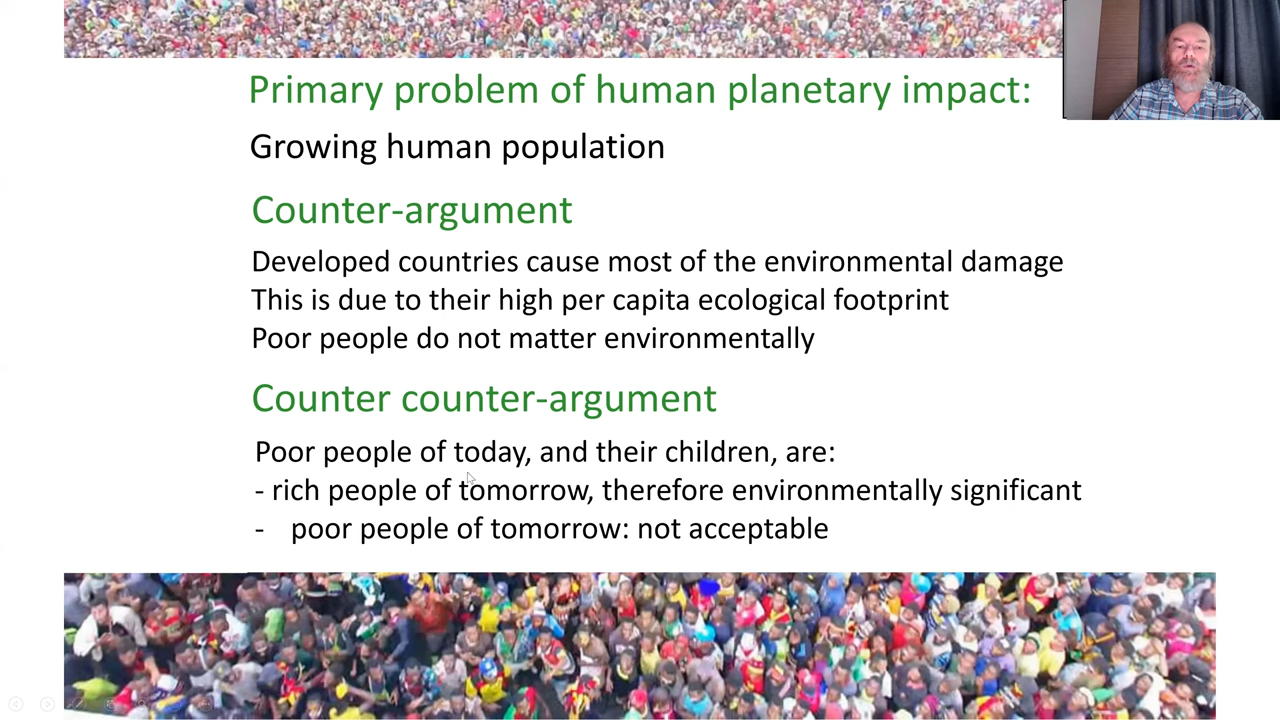 Primary problem of human planetary impact:
Growing human population
Counter-argument
Developed countries cause most of the environmental damage
This is due to their high per capita ecological footprint
Poor people do not matter environmentally
Counter counter-argument
Poor people of today, and their children, are:
- rich people of tomorrow, therefore environmentally significant
- poor people of tomorrow: not acceptable